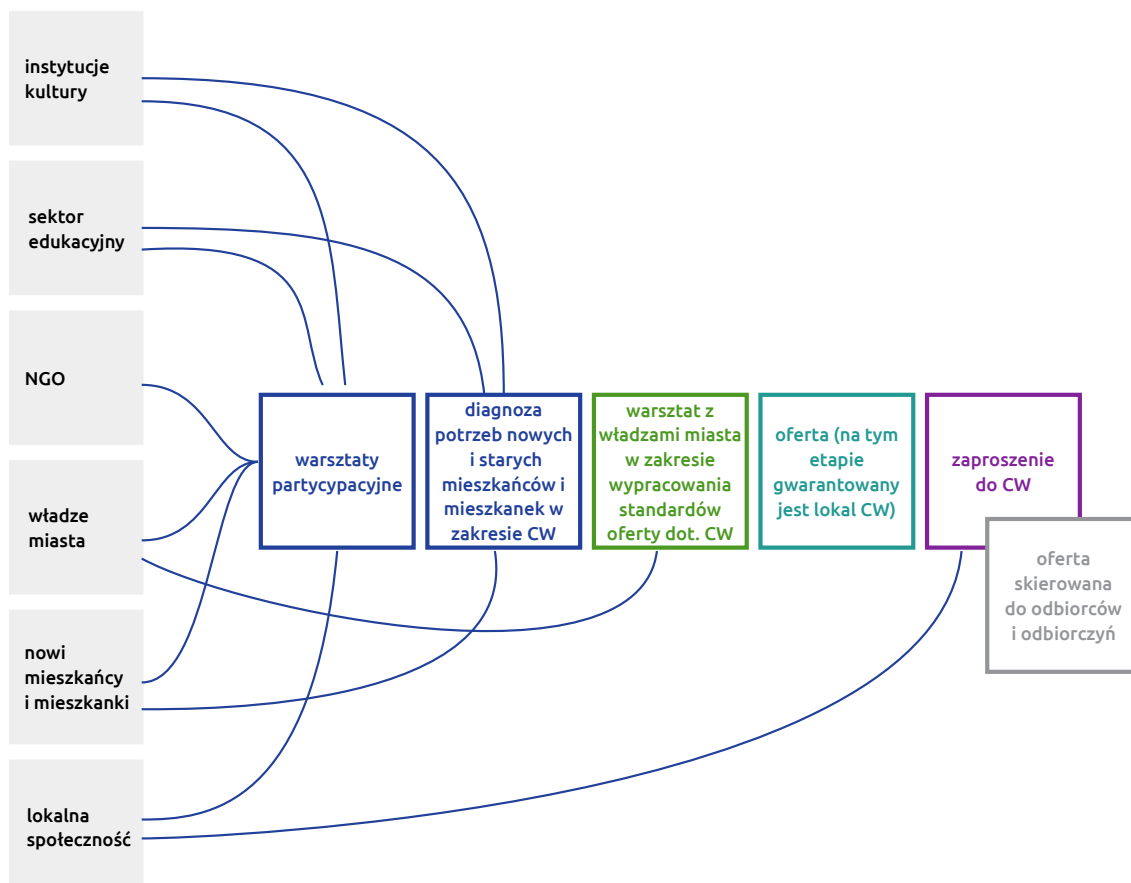 instytucje
kultury
sektor
edukacyjny
NGO
władze
miasta
nowi
mieszkańcy
i mieszkanki
lokalna
społeczność
warsztaty
partycypacyjne
diagnoza
potrzeb nowych
i starych
mieszkańców i
mieszkanek w
zakresie CW
warsztat z
władzami miasta
w zakresie
wypracowania
standardów
oferty dot. CW
oferta (na tym
etapie
gwarantowany
jest lokal CW)
zaproszenie
do CW
oferta
skierowana
do odbiorców
i odbiorczyń